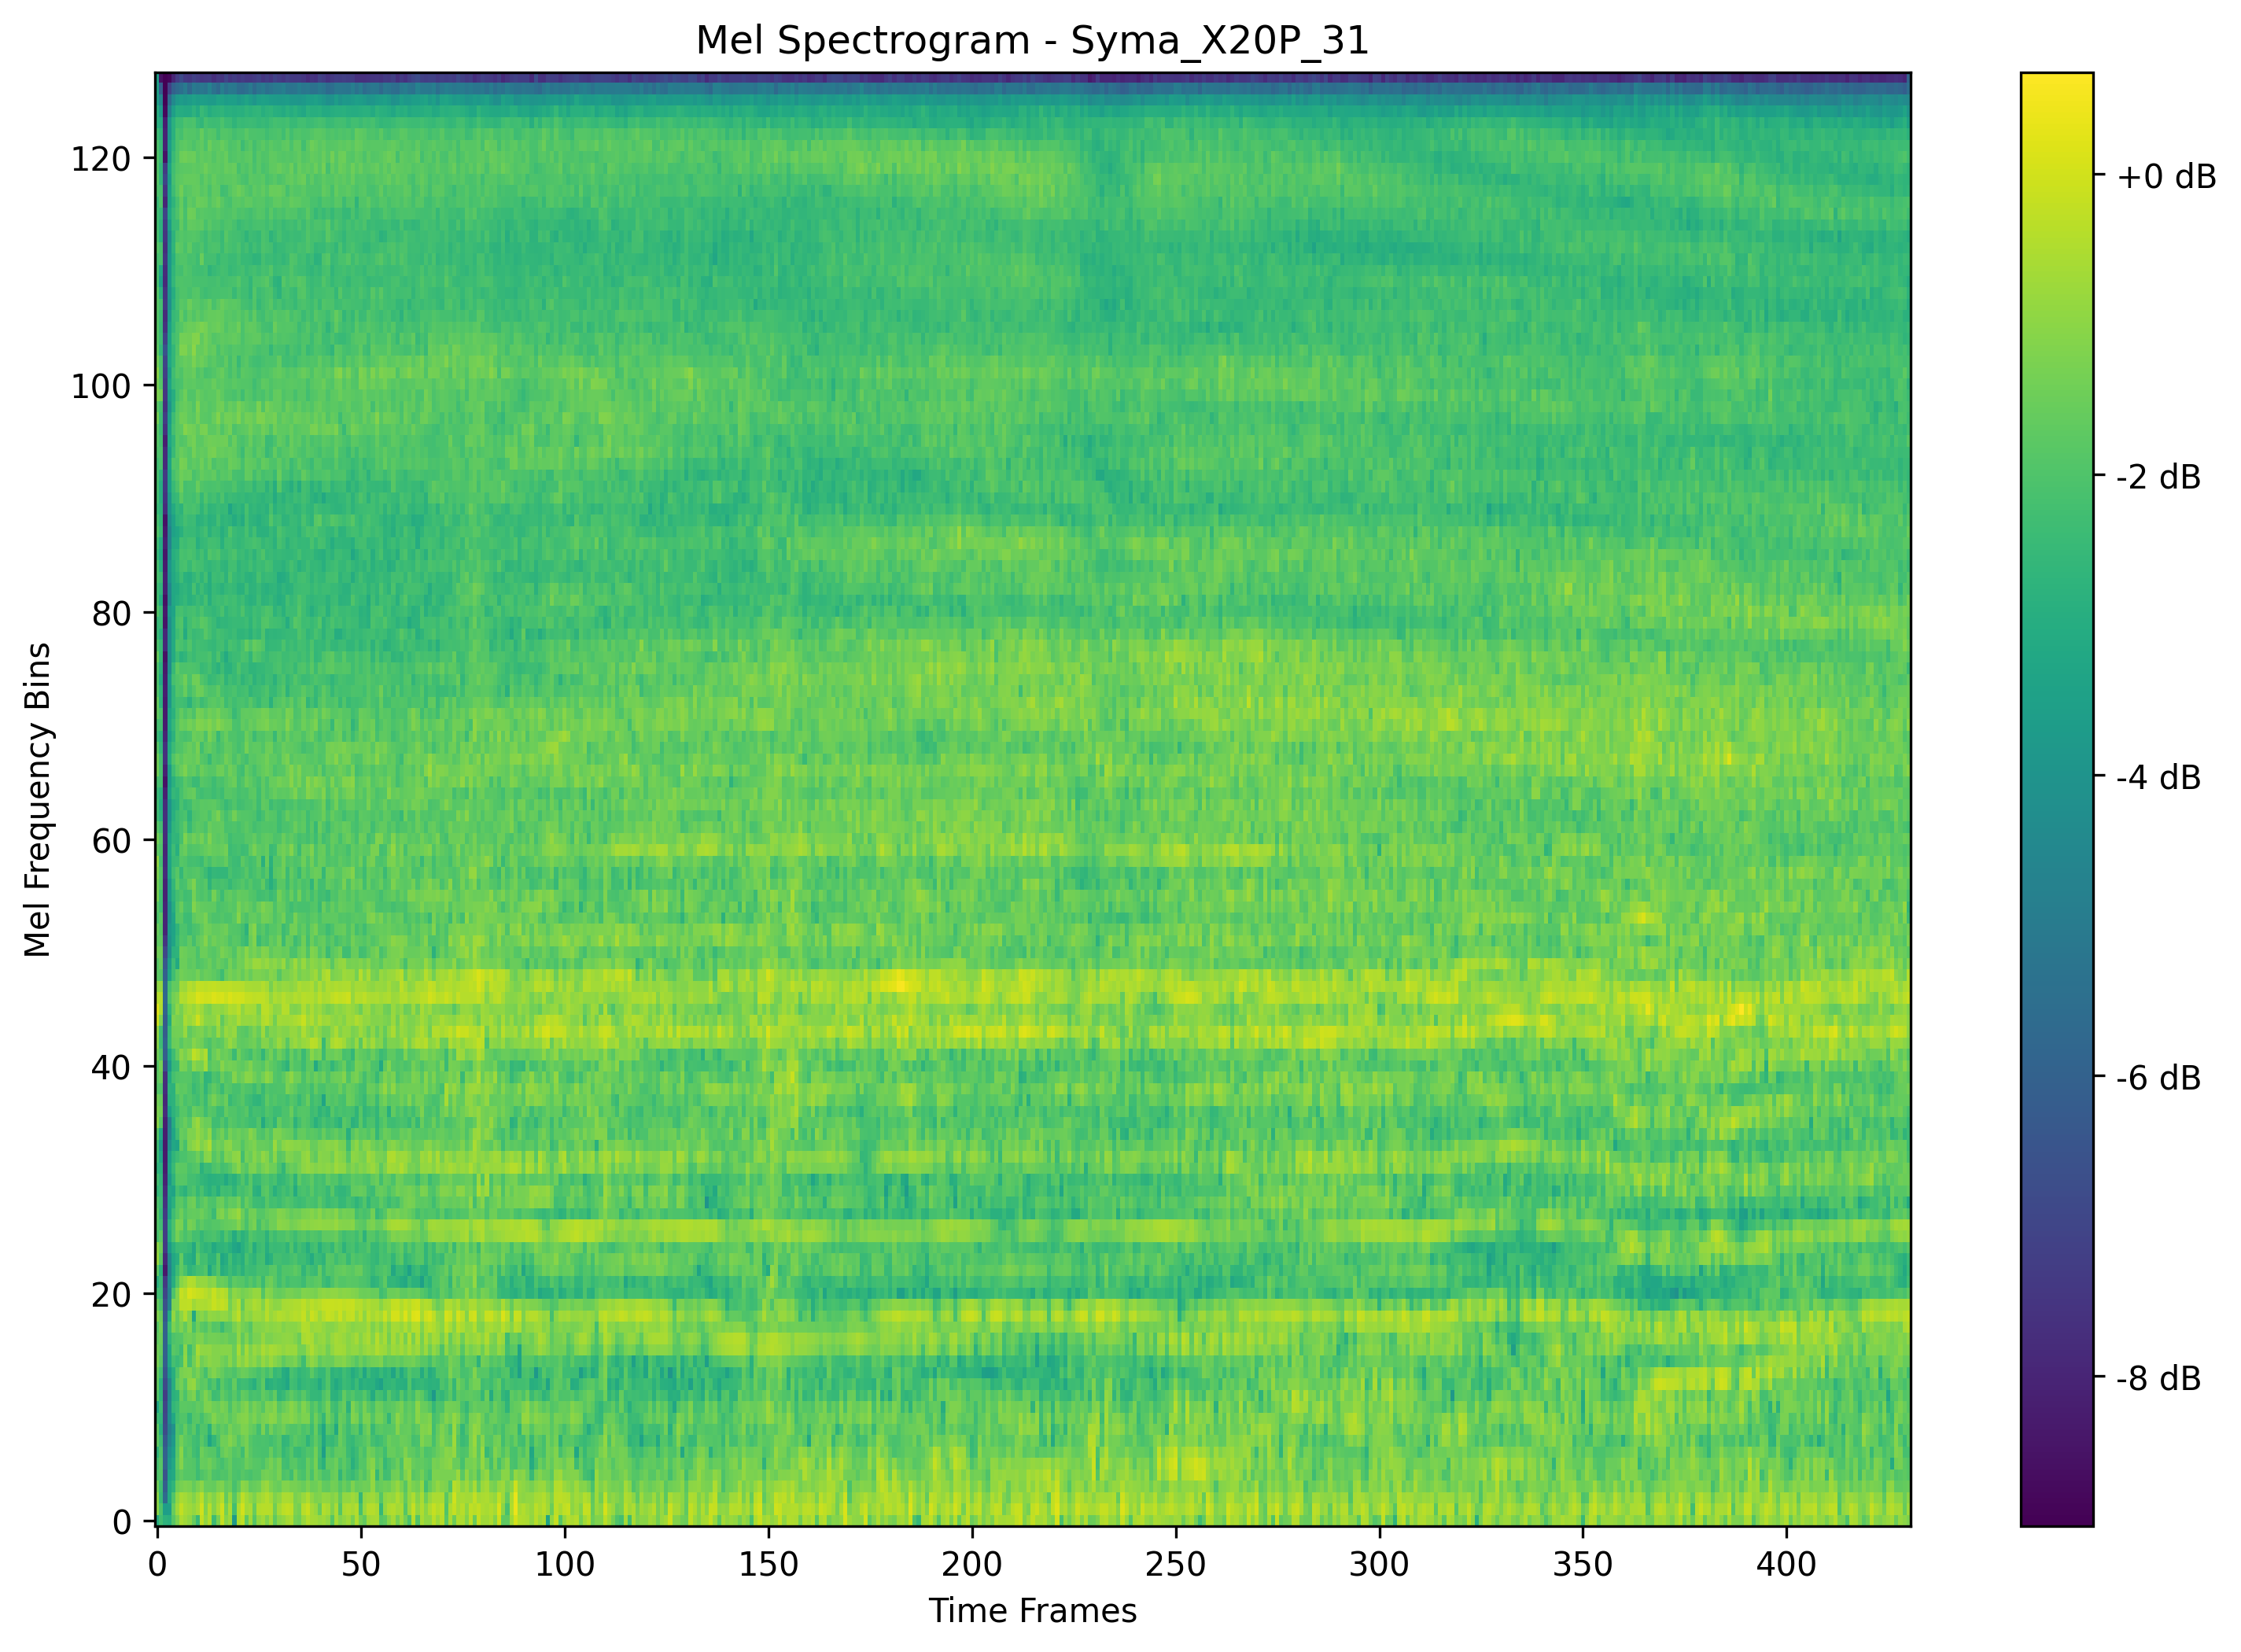 Mel Spectrogram - Syma_X20P_31
Mel Frequency Bins
120
100
80
60
40
20
0
0 50 100 150 200 250 300 350 400
Time Frames
+0 dB
-2 dB
-4 dB
-6 dB
-8 dB